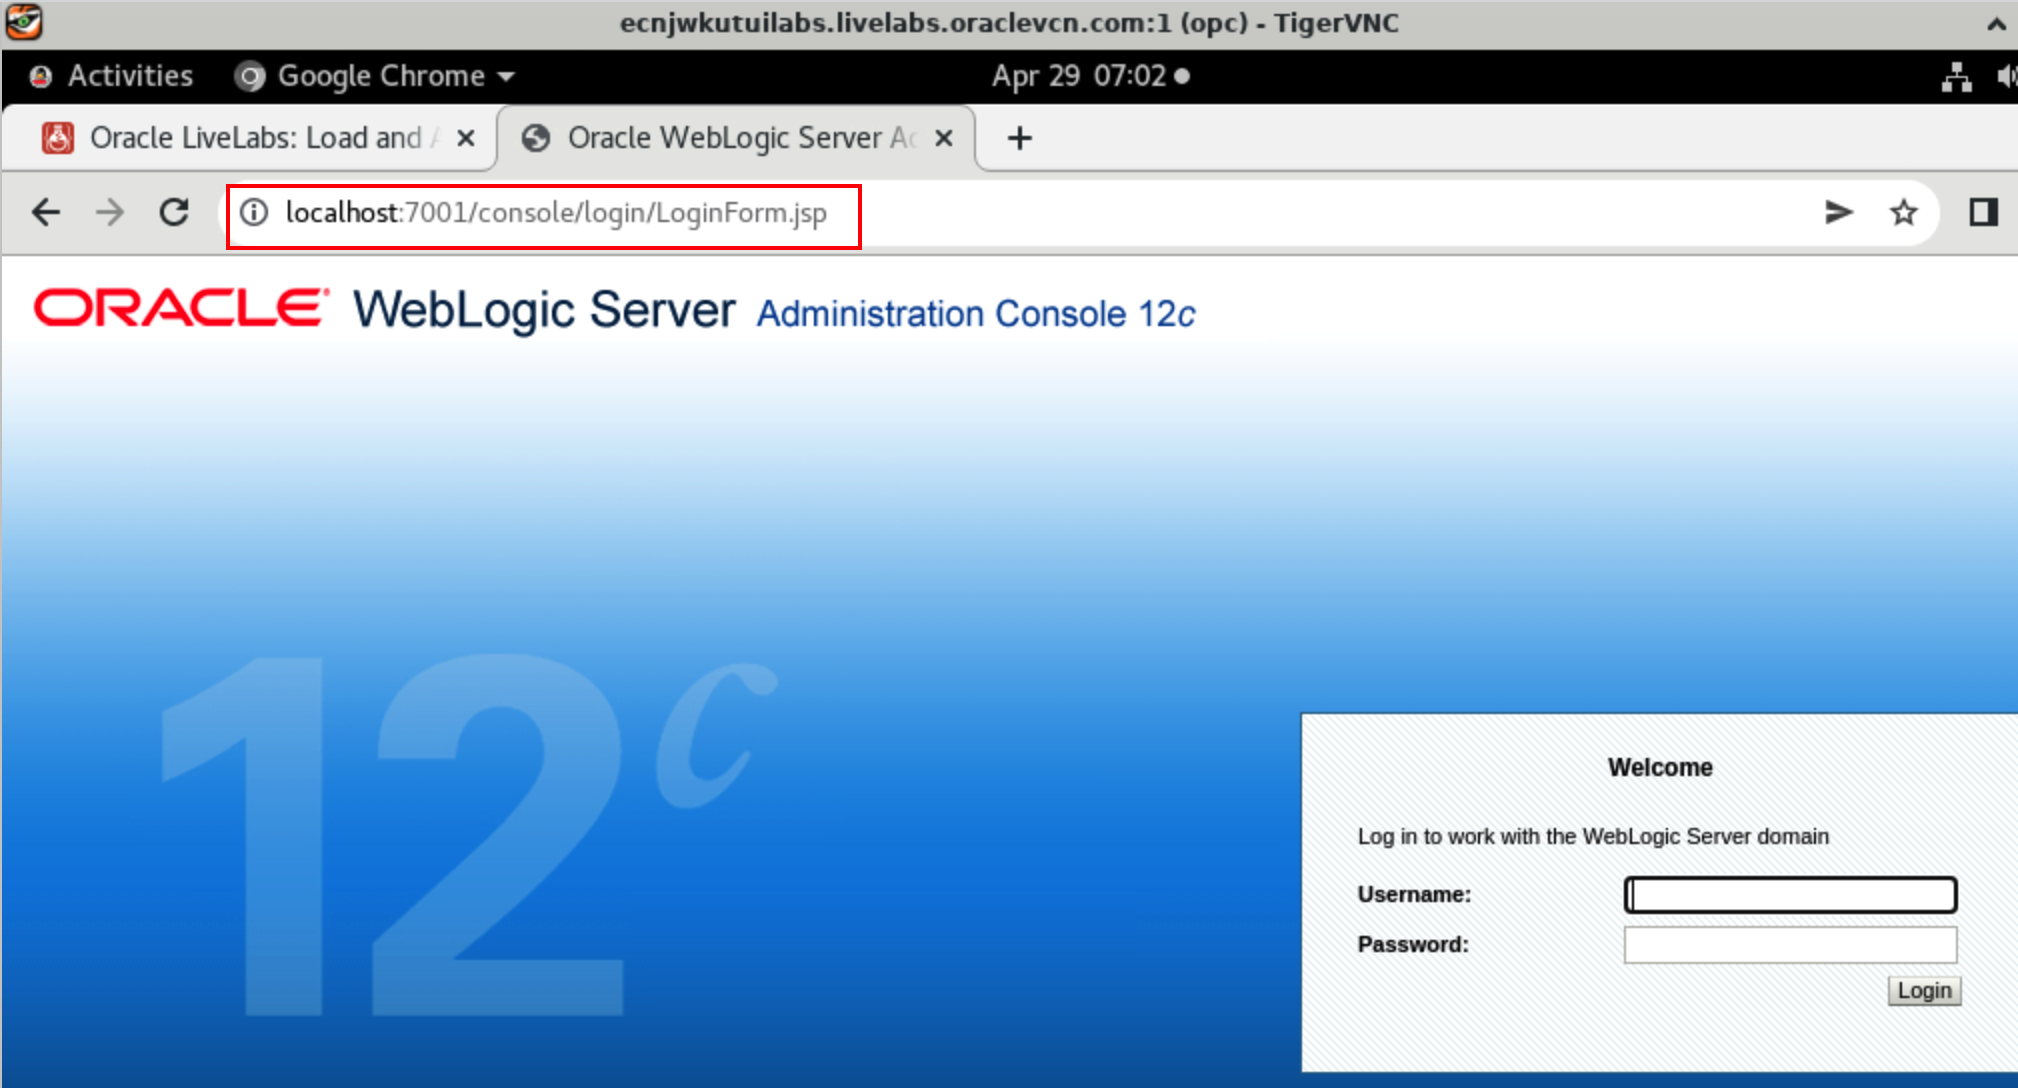 ecnjwkutuilabs.livelabs.oraclevcn.com:1 (opc) - TigerVNC
Activities Google Chrome Apr 29 07:02
Oracle LiveLabs: Load and Oracle WebLogic Server Ad
localhost:7001/console/login/LoginForm.jsp
ORACLE WebLogic Server Administration Console 12c
12c
Welcome
Log in to work with the WebLogic Server domain
Username:
Password:
Login